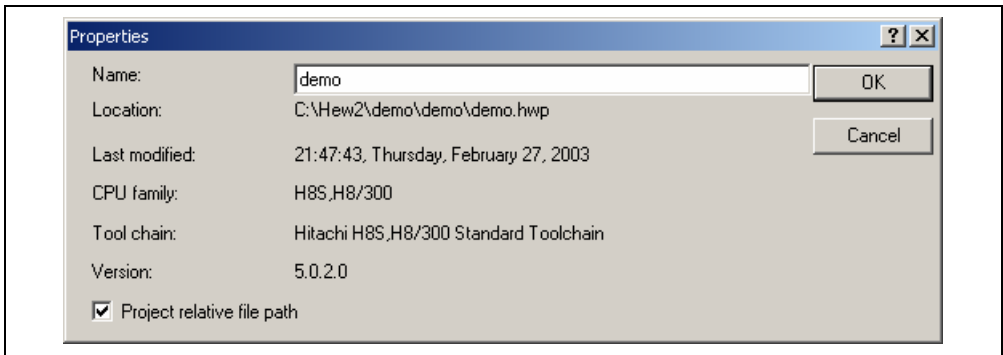 Properties
Name: demo OK
Location: C:\Hew2\demo\demo\demo.hwp
Cancel
Last modified: 21:47:43, Thursday, February 27, 2003
CPU family: H8S,H8/300
Tool chain: Hitachi H8S,H8/300 Standard Toolchain
Version: 5.0.2.0
Project relative file path